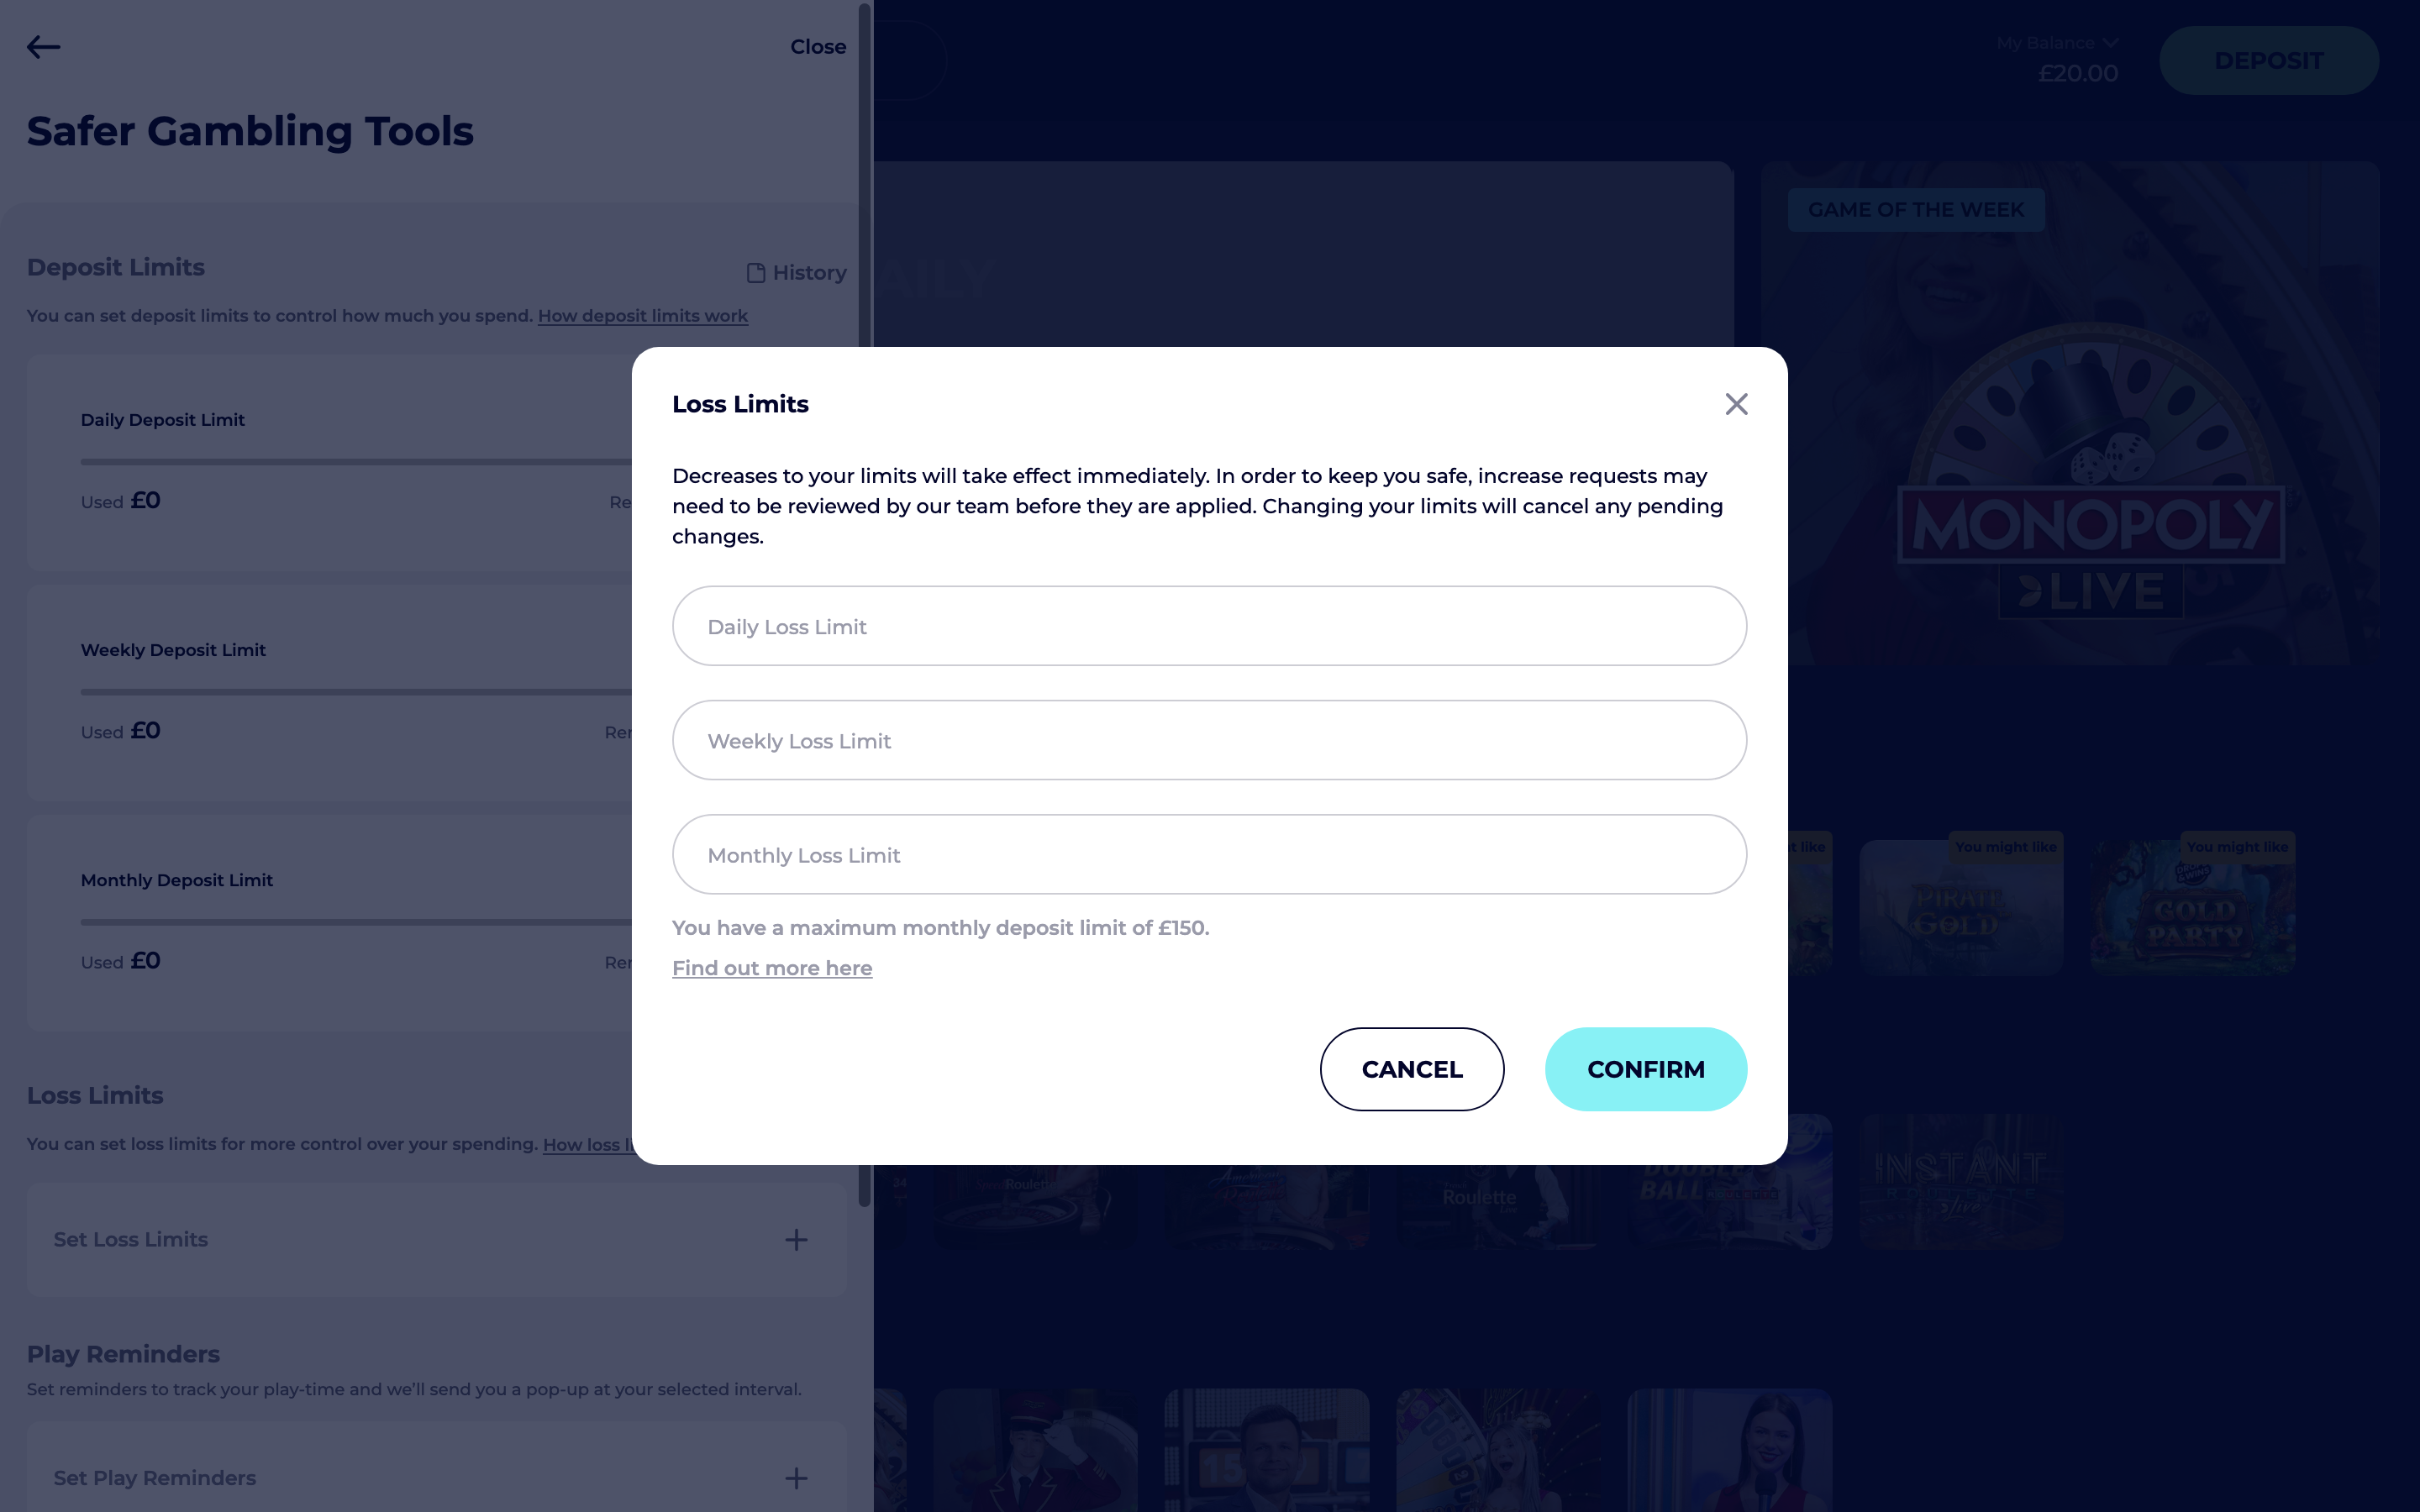 Close
Safer Gambling Tools
Deposit Limits
History
You can set deposit limits to control how much you spend. How deposit limits work
Daily Deposit Limit
Used £0
Weekly Deposit Limit
Used £0
Monthly Deposit Limit
Used £0
Loss Limits
You can set loss limits for more control over your spending. How loss
Set Loss Limits
Play Reminders
Set reminders to track your play-time and we'll send you a pop-up at your selected interval.
Set Play Reminders
My Balance
£20.00
DEPOSIT
AILY
GAME OF THE WEEK
MONOPOLY
LIVE
Loss Limits
Decreases to your limits will take effect immediately. In order to keep you safe, increase requests may
need to be reviewed by our team before they are applied. Changing your limits will cancel any pending
changes.
Daily Loss Limit
Weekly Loss Limit
Monthly Loss Limit
You have a maximum monthly deposit limit of £150.
Find out more here
CANCEL
CONFIRM
like
You might like
You might like
PIRATE
GOLD
GOLD
PARTY
Roulette
Roulette
Live
DOUBLE
BALL
INSTANT